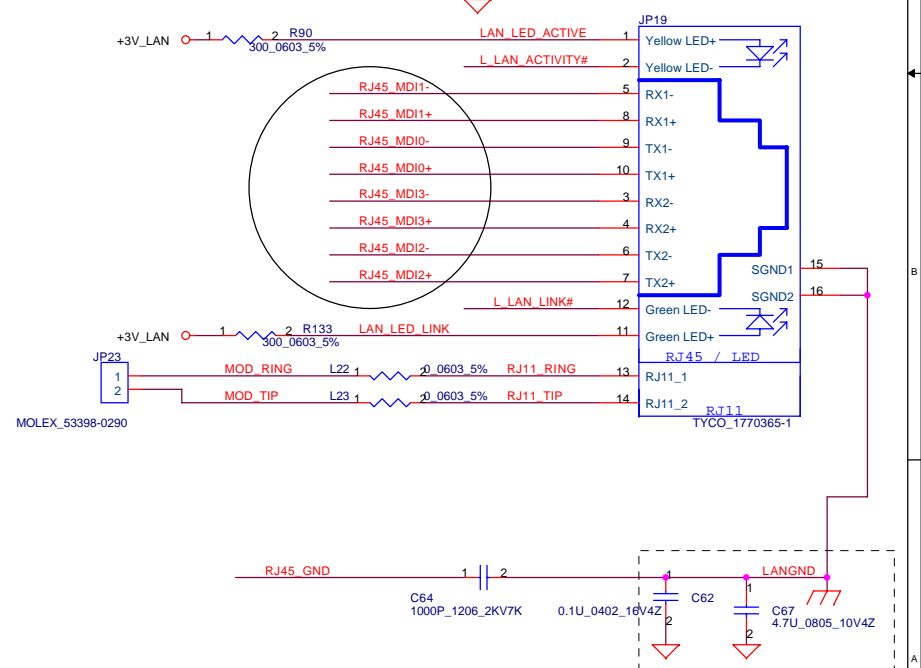 JP19
+3V_LAN 1 2 R90 LAN_LED_ACTIVE 1 Yellow LED+
300_0603_5%
L_LAN_ACTIVITY# 2 Yellow LED-
RJ45_MDI1- 5 RX1-
RJ45_MDI1+ 8 RX1+
RJ45_MDI0- 9 TX1-
RJ45_MDI0+ 10 TX1+
RJ45_MDI3- 3 RX2-
RJ45_MDI3+ 4 RX2+
RJ45_MDI2- 6 TX2-
SGND1 15
B
RJ45_MDI2+ 7 TX2+
SGND2 16
L_LAN_LINK# 12 Green LED-
+3V_LAN 1 2 R133 LAN_LED_LINK 11 Green LED+
300_0603_5%
RJ45 / LED
JP23
1 MOD_RING L22 1 2 0_0603_5% RJ11_RING 13 RJ11_1
2 MOD_TIP L23 1 2 0_0603_5% RJ11_TIP 14 RJ11_2
RJ11
MOLEX_53398-0290
TYCO_1770365-1
RJ45_GND 1 2 1 LANGND
C64
1000P_1206_2KV7K
C62
0.1U_0402_16V4Z
2
1
C67
4.7U_0805_10V4Z
2
A